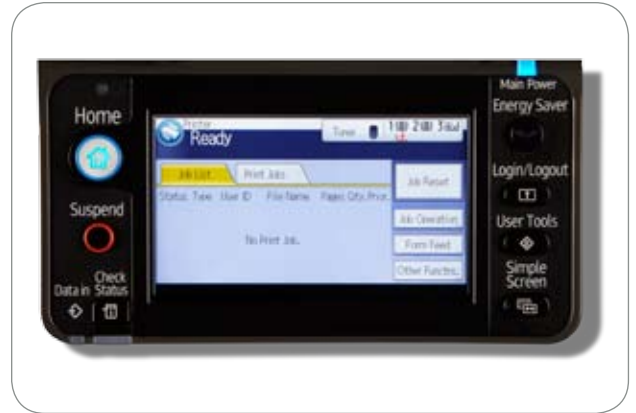 Main Power
Home
Energy Saver
Printer
Ready
Toner
Job List
Print Jobs
Job Reset
Login/Logout
Status Type User ID File Name Pages Qty. Print
Suspend
Job Operation
User Tools
No Print Job.
Form Feed
Check
Data in Status
Other Functns.
Simple
Screen